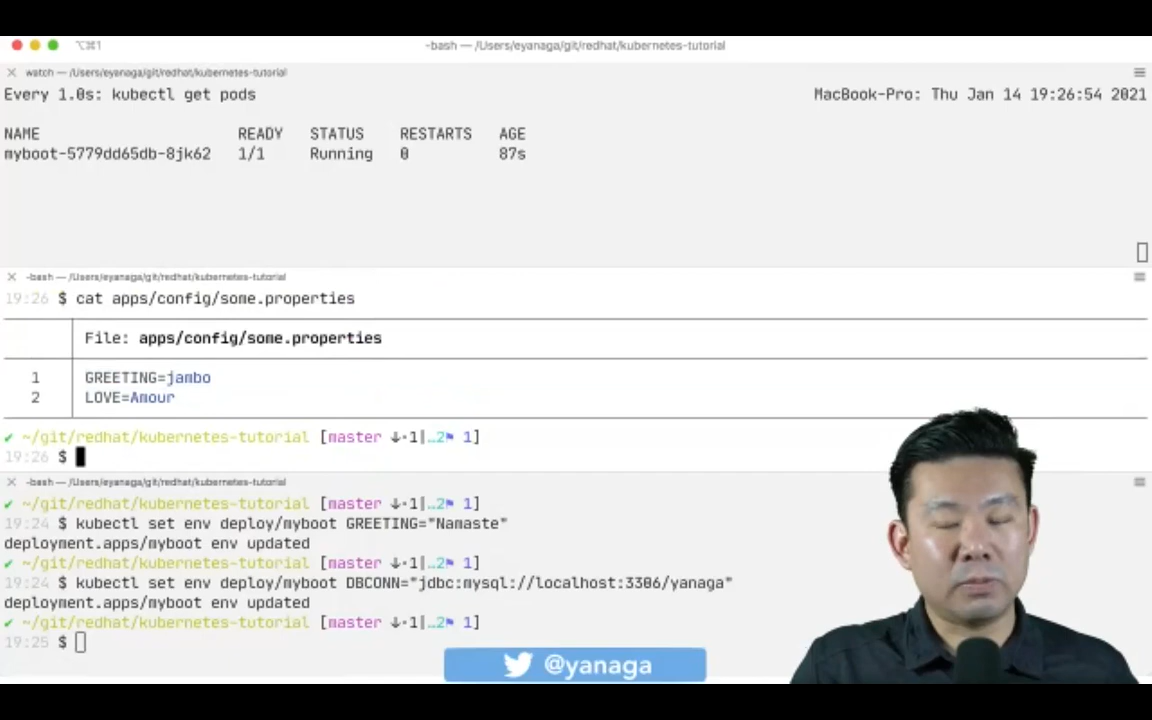 ⌥⌘1
-bash — /Users/eyanaga/git/redhat/kubernetes-tutorial
watch — /Users/eyanaga/git/redhat/kubernetes-tutorial
Every 1.0s: kubectl get pods MacBook-Pro: Thu Jan 14 19:26:54 2021
NAME READY STATUS RESTARTS AGE
myboot-5779dd65db-8jk62 1/1 Running 0 87s
-bash — /Users/eyanaga/git/redhat/kubernetes-tutorial
19:26 $ cat apps/config/some.properties
File: apps/config/some.properties
1 GREETING=jambo
2 LOVE=Amour
✔ ~/git/redhat/kubernetes-tutorial [master ↓·1|…2⚑ 1]
19:26 $
-bash — /Users/eyanaga/git/redhat/kubernetes-tutorial
✔ ~/git/redhat/kubernetes-tutorial [master ↓·1|…2⚑ 1]
19:24 $ kubectl set env deploy/myboot GREETING="Namaste"
deployment.apps/myboot env updated
✔ ~/git/redhat/kubernetes-tutorial [master ↓·1|…2⚑ 1]
19:24 $ kubectl set env deploy/myboot DBCONN="jdbc:mysql://localhost:3306/yanaga"
deployment.apps/myboot env updated
✔ ~/git/redhat/kubernetes-tutorial [master ↓·1|…2⚑ 1]
19:25 $
@yanaga